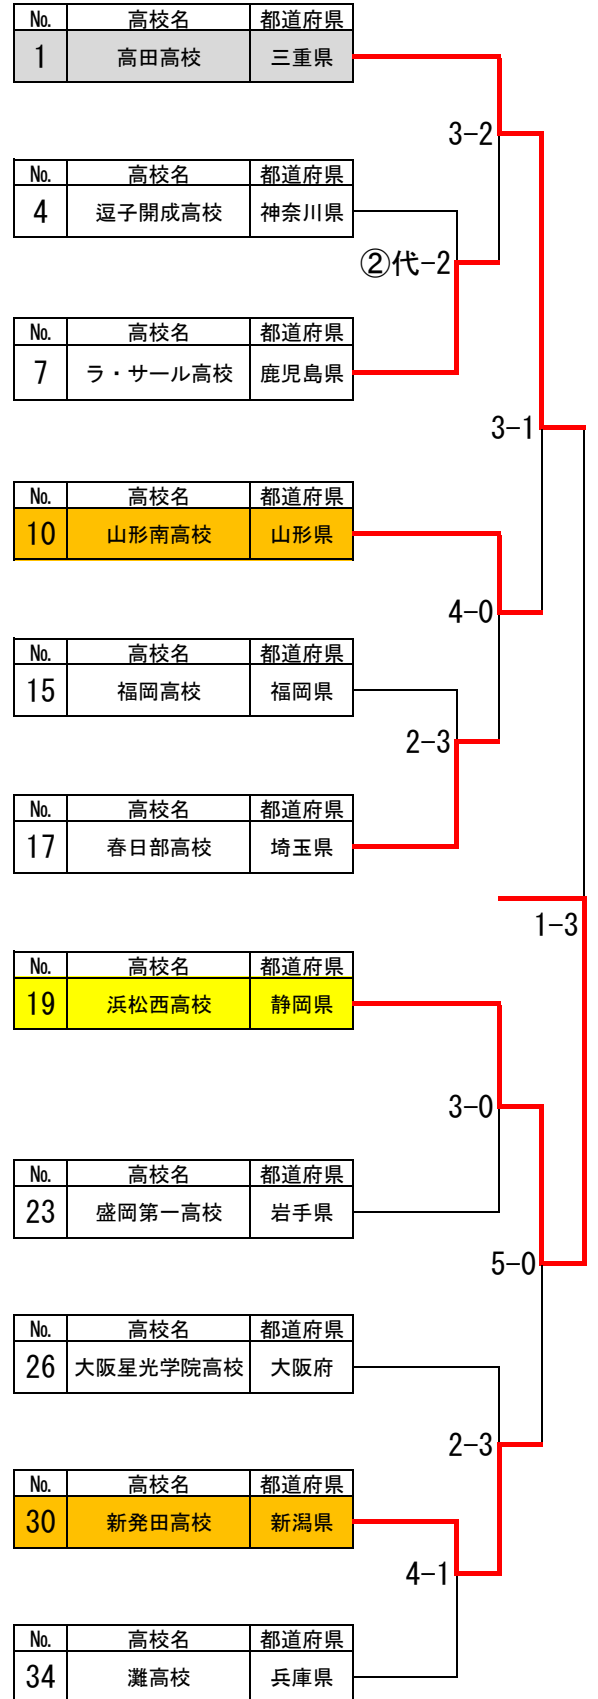 No. 高校名 都道府県
1 高田高校 三重県
3-2
No. 高校名 都道府県
4 逗子開成高校 神奈川県
②代-2
No. 高校名 都道府県
7 ラ・サール高校 鹿児島県
3-1
No. 高校名 都道府県
10 山形南高校 山形県
4-0
No. 高校名 都道府県
15 福岡高校 福岡県
2-3
No. 高校名 都道府県
17 春日部高校 埼玉県
1-3
No. 高校名 都道府県
19 浜松西高校 静岡県
3-0
No. 高校名 都道府県
23 盛岡第一高校 岩手県
5-0
No. 高校名 都道府県
26 大阪星光学院高校 大阪府
2-3
No. 高校名 都道府県
30 新発田高校 新潟県
4-1
No. 高校名 都道府県
34 灘高校 兵庫県